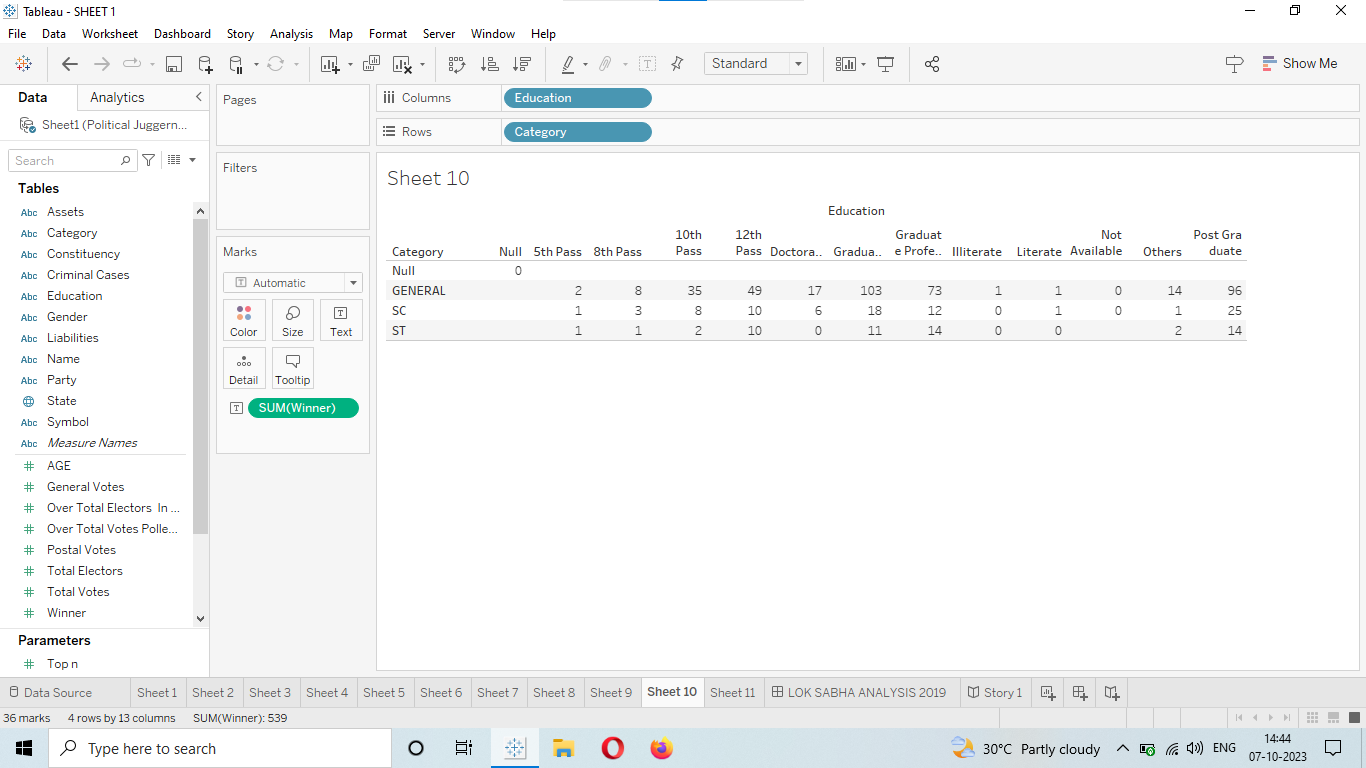 Tableau - SHEET 1
File Data Worksheet Dashboard Story Analysis Map Format Server Window Help
Standard
Show Me
Data Analytics
Pages
Columns Education
Sheet1 (Political Juggern...
Rows Category
Search
Filters
Sheet 10
Tables
Abc Assets
Abc Category
Abc Constituency
Abc Criminal Cases
Abc Education
Abc Gender
Abc Liabilities
Abc Name
Abc Party
State
Abc Symbol
Abc Measure Names
# AGE
# General Votes
# Over Total Electors In ...
# Over Total Votes Polle...
# Postal Votes
# Total Electors
# Total Votes
# Winner
Parameters
# Top n
Marks
T Automatic
Color Size T Text
Detail Tooltip
T SUM(Winner)
Education
10th 12th Graduat Not Post Gra
Category Null 5th Pass 8th Pass Pass Pass Doctora.. Gradua.. e Profe.. Illiterate Literate Available Others duate
Null 0
GENERAL 2 8 35 49 17 103 73 1 1 0 14 96
SC 1 3 8 10 6 18 12 0 1 0 1 25
ST 1 1 2 10 0 11 14 0 0 2 14
Data Source Sheet 1 Sheet 2 Sheet 3 Sheet 4 Sheet 5 Sheet 6 Sheet 7 Sheet 8 Sheet 9 Sheet 10 Sheet 11 LOK SABHA ANALYSIS 2019 Story 1
36 marks 4 rows by 13 columns SUM(Winner): 539
Type here to search
30°C Partly cloudy
ENG
14:44
07-10-2023